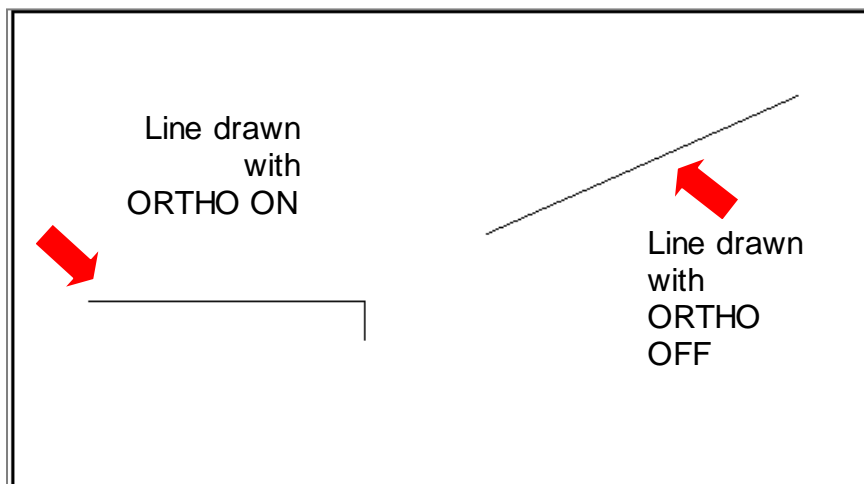 Line drawn
with
ORTHO ON
Line drawn
with
ORTHO
OFF